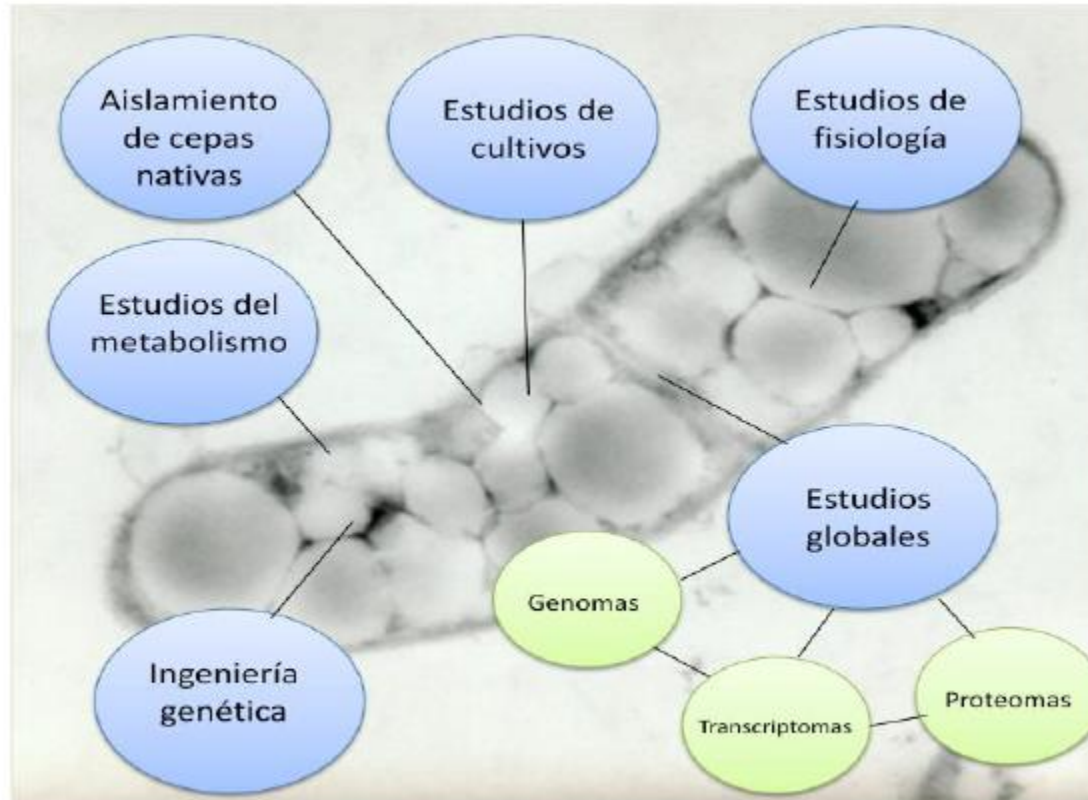 Aislamiento
de cepas
nativas
Estudios de
cultivos
Estudios de
fisiología
Estudios del
metabolismo
Estudios
globales
Genomas
Ingeniería
genética
Transcriptomas
Proteomas